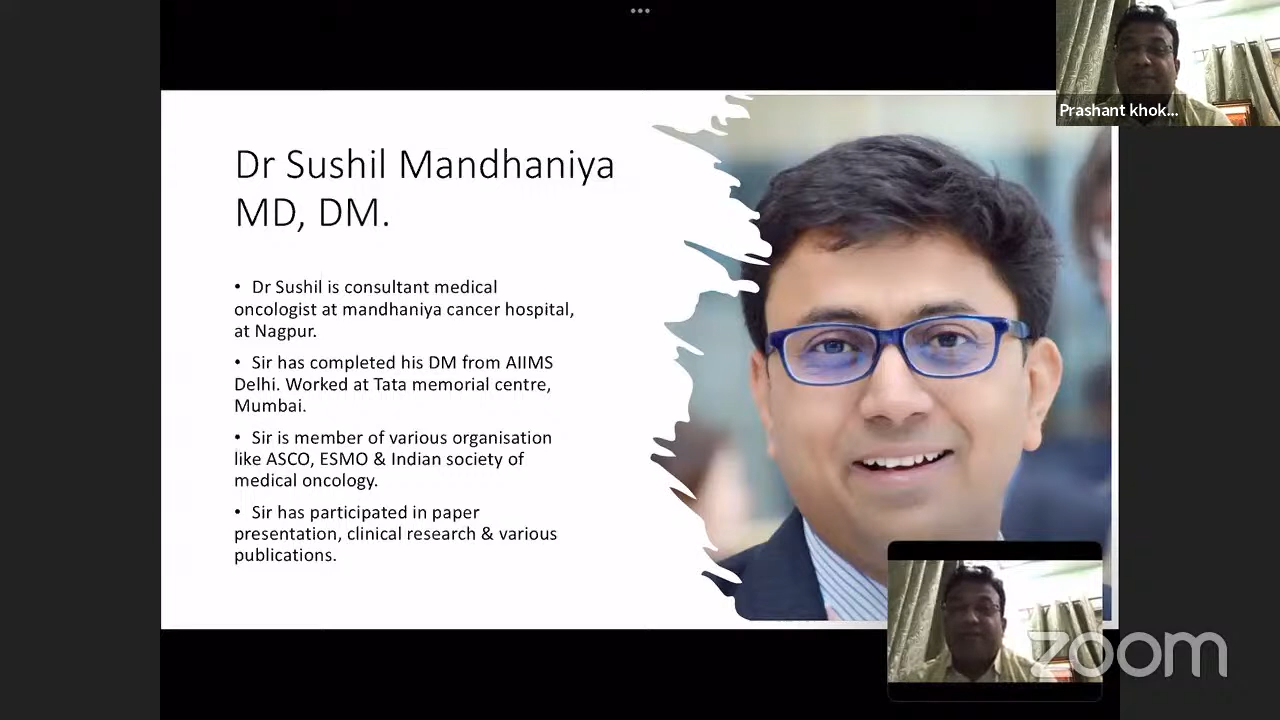 Prashant khok...
Dr Sushil Mandhaniya
MD, DM.
• Dr Sushil is consultant medical
oncologist at mandhaniya cancer hospital,
at Nagpur.
• Sir has completed his DM from AIIMS
Delhi. Worked at Tata memorial centre,
Mumbai.
• Sir is member of various organisation
like ASCO, ESMO & Indian society of
medical oncology.
• Sir has participated in paper
presentation, clinical research & various
publications.
zoom